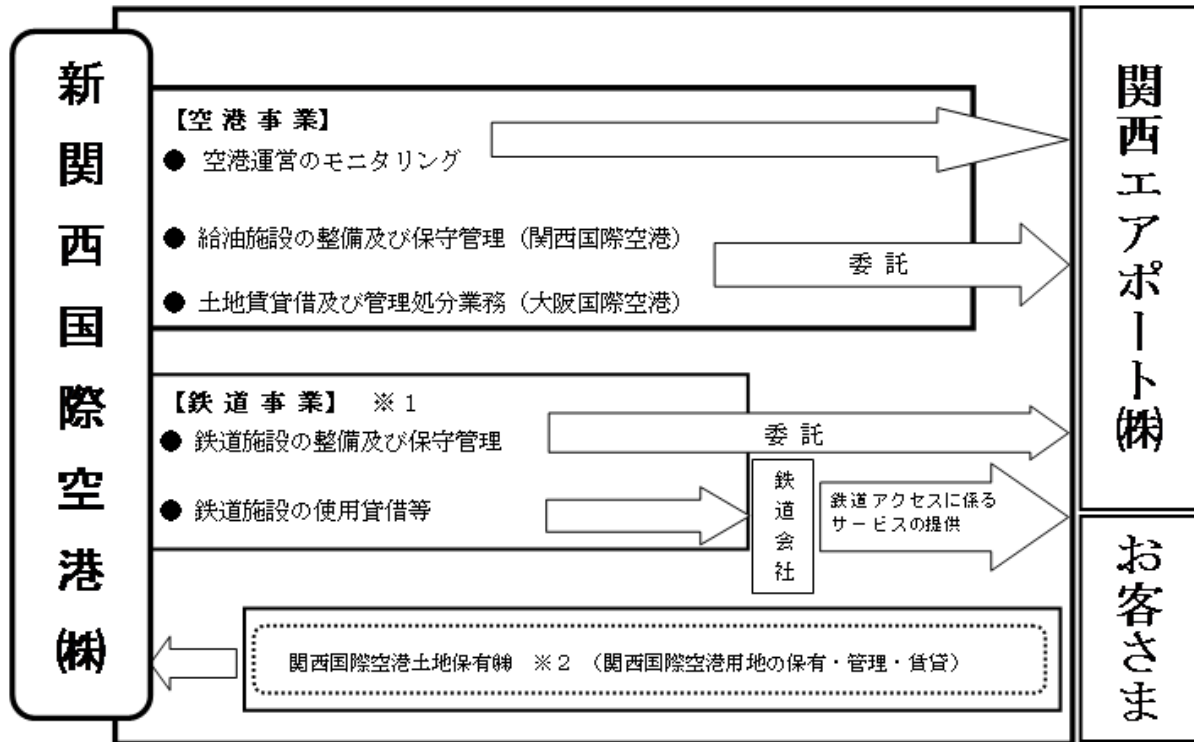 新関西国際空港㈱
【空港事業】
● 空港運営のモニタリング
● 給油施設の整備及び保守管理（関西国際空港）
委託
● 土地賃貸借及び管理処分業務（大阪国際空港）
【鉄道事業】 ※1
● 鉄道施設の整備及び保守管理
委託
● 鉄道施設の使用貸借等
鉄道会社
鉄道アクセスに係る
サービスの提供
関西国際空港土地保有㈱ ※2 （関西国際空港用地の保有・管理・賃貸）
関西エアポート㈱
お客さま